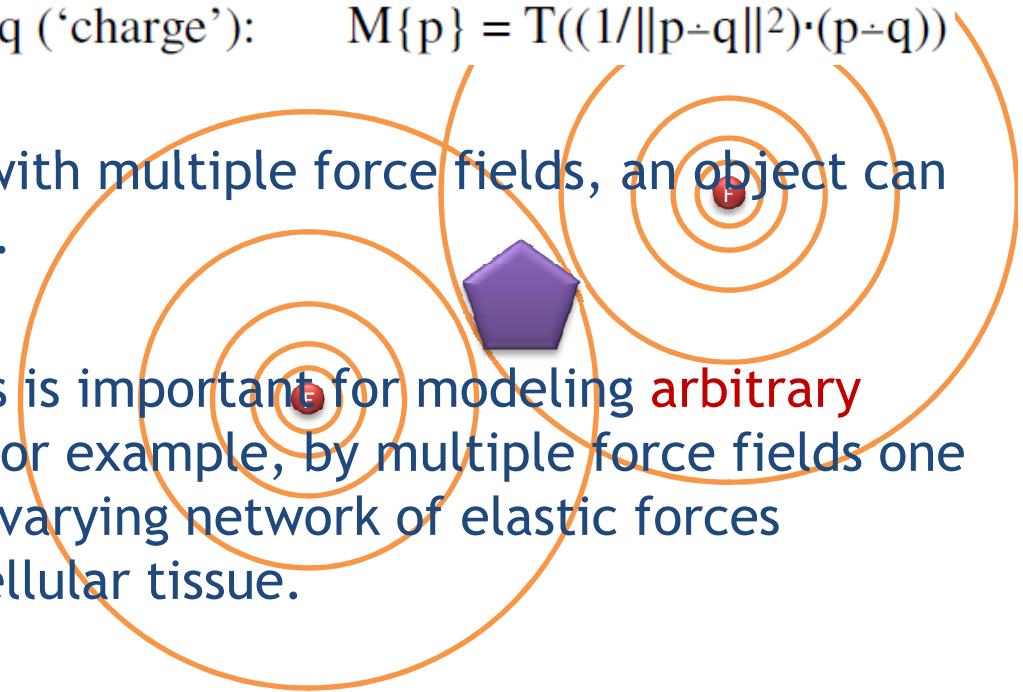 q (‘charge’): M{p} = T((1/||p∸q||²)·(p∸q))
with multiple force fields, an object can
F
.
s is important for modeling arbitrary
F
or example, by multiple force fields one
varying network of elastic forces
ellular tissue.